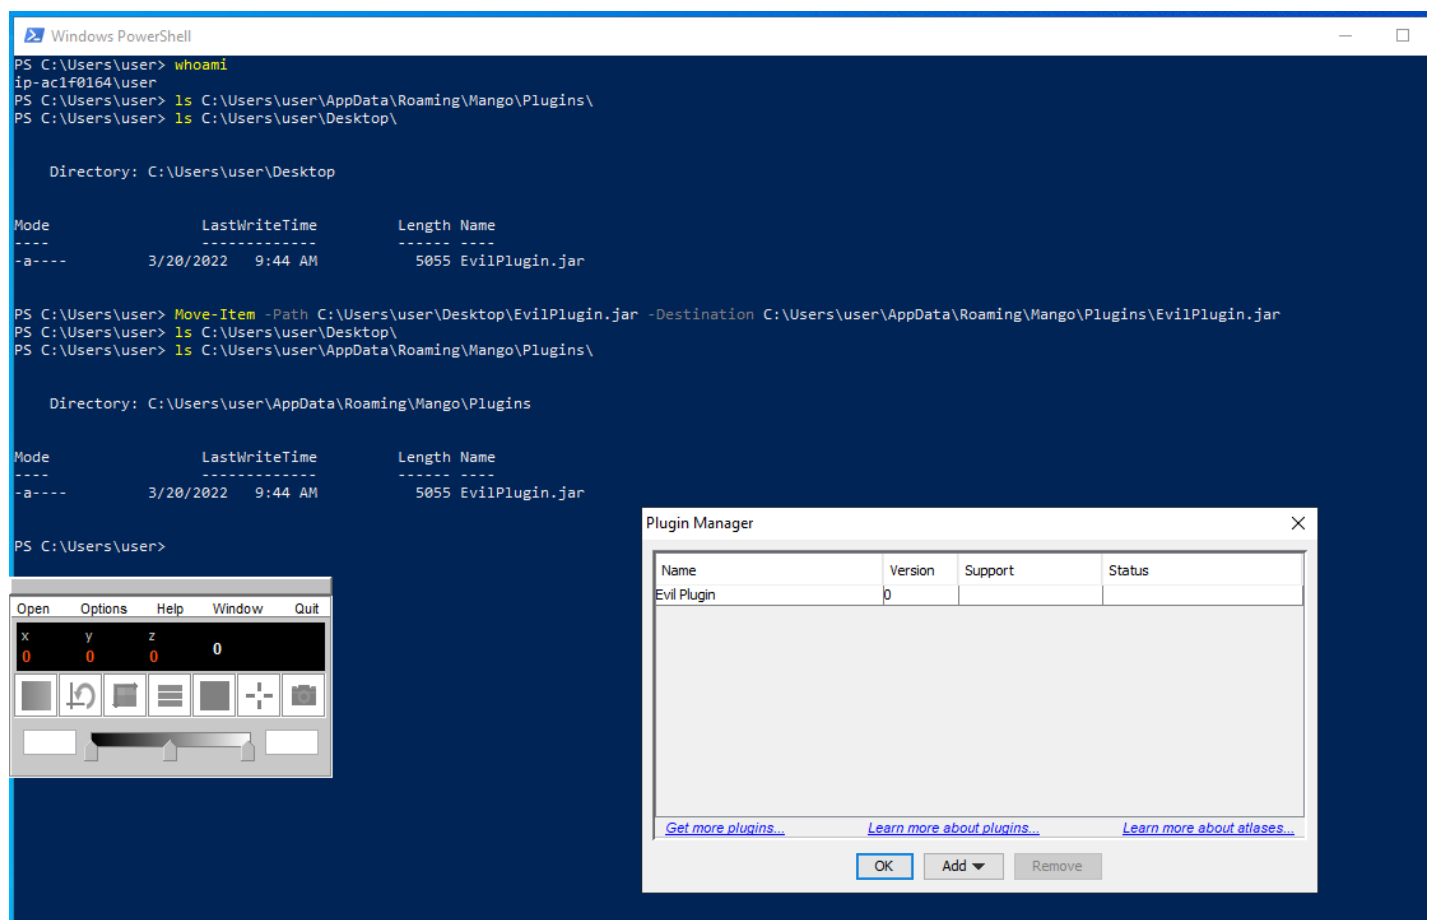 Windows PowerShell
PS C:\Users\user> whoami
ip-ac1f0164\user
PS C:\Users\user> ls C:\Users\user\AppData\Roaming\Mango\Plugins\
PS C:\Users\user> ls C:\Users\user\Desktop\
Directory: C:\Users\user\Desktop
Mode LastWriteTime Length Name
---- ------------- ------ ----
-a---- 3/20/2022 9:44 AM 5055 EvilPlugin.jar
PS C:\Users\user> Move-Item -Path C:\Users\user\Desktop\EvilPlugin.jar -Destination C:\Users\user\AppData\Roaming\Mango\Plugins\EvilPlugin.jar
PS C:\Users\user> ls C:\Users\user\Desktop\
PS C:\Users\user> ls C:\Users\user\AppData\Roaming\Mango\Plugins\
Directory: C:\Users\user\AppData\Roaming\Mango\Plugins
Mode LastWriteTime Length Name
---- ------------- ------ ----
-a---- 3/20/2022 9:44 AM 5055 EvilPlugin.jar
PS C:\Users\user>
Open Options Help Window Quit
x y z
0 0 0 0
Plugin Manager
Name Version Support Status
Evil Plugin 0
Get more plugins... Learn more about plugins... Learn more about atlases...
OK Add Remove